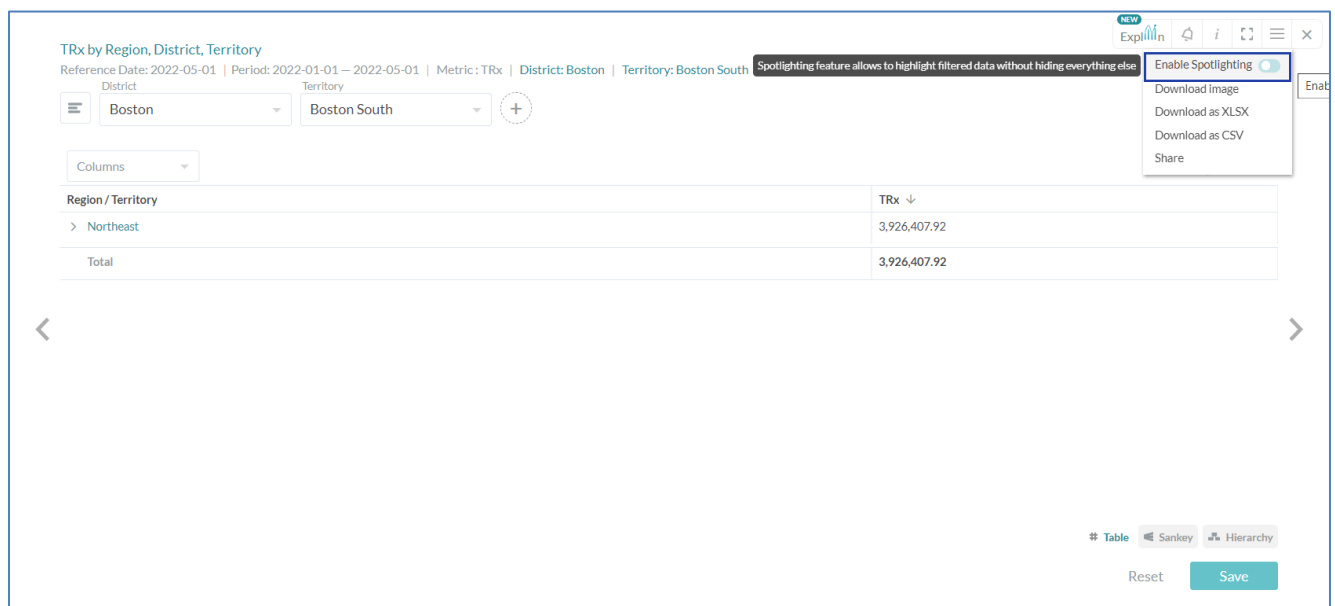 NEW
Explain
TRx by Region, District, Territory
Reference Date: 2022-05-01 | Period: 2022-01-01 – 2022-05-01 | Metric : TRx | District: Boston | Territory: Boston South
Spotlighting feature allows to highlight filtered data without hiding everything else
Enable Spotlighting
Enab
District
Territory
Boston
Boston South
+
Download image
Download as XLSX
Download as CSV
Share
Columns
Region / Territory TRx ↓
Northeast 3,926,407.92
Total 3,926,407.92
# Table Sankey Hierarchy
Reset Save